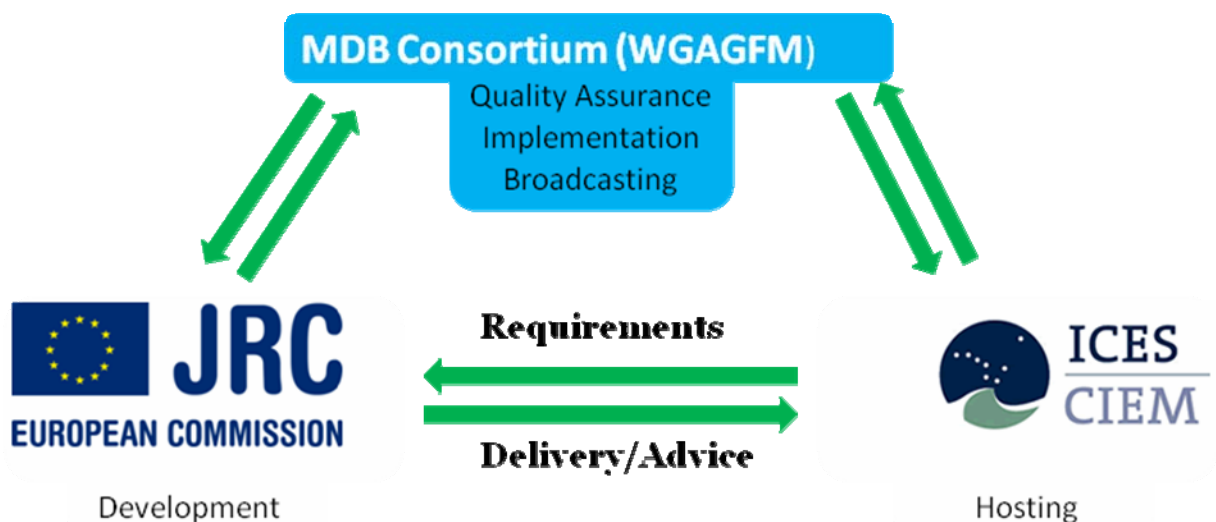 MDB Consortium (WGAGFM)
Quality Assurance
Implementation
Broadcasting
JRC
EUROPEAN COMMISSION
Requirements
Delivery/Advice
ICES
CIEM
Development
Hosting